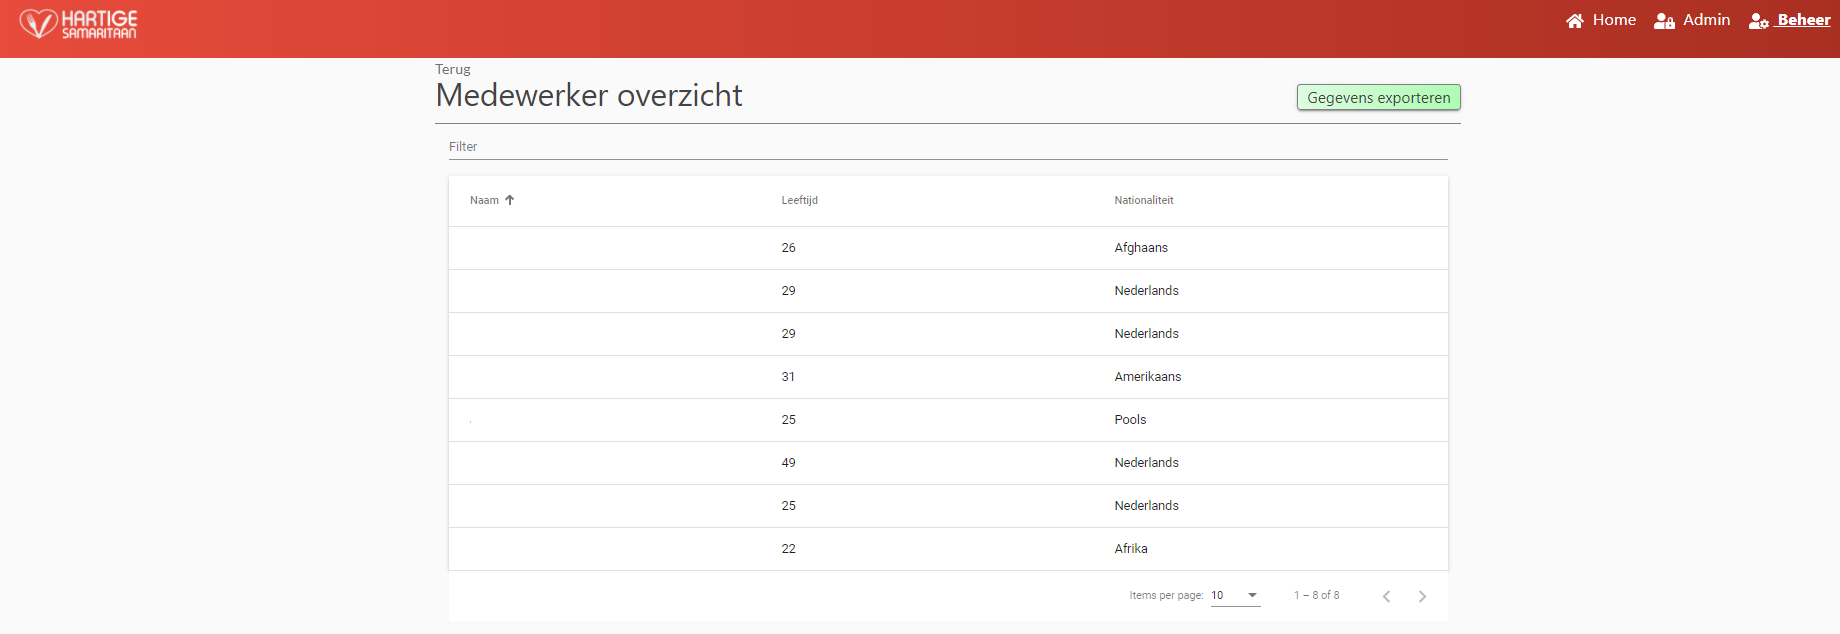 HARTIGE
SAMARITAAN
Home Admin Beheer
Terug
Medewerker overzicht
Gegevens exporteren
Filter
Naam Leeftijd Nationaliteit
26 Afghaans
29 Nederlands
29 Nederlands
31 Amerikaans
25 Pools
49 Nederlands
25 Nederlands
22 Afrika
Items per page: 10 1 – 8 of 8